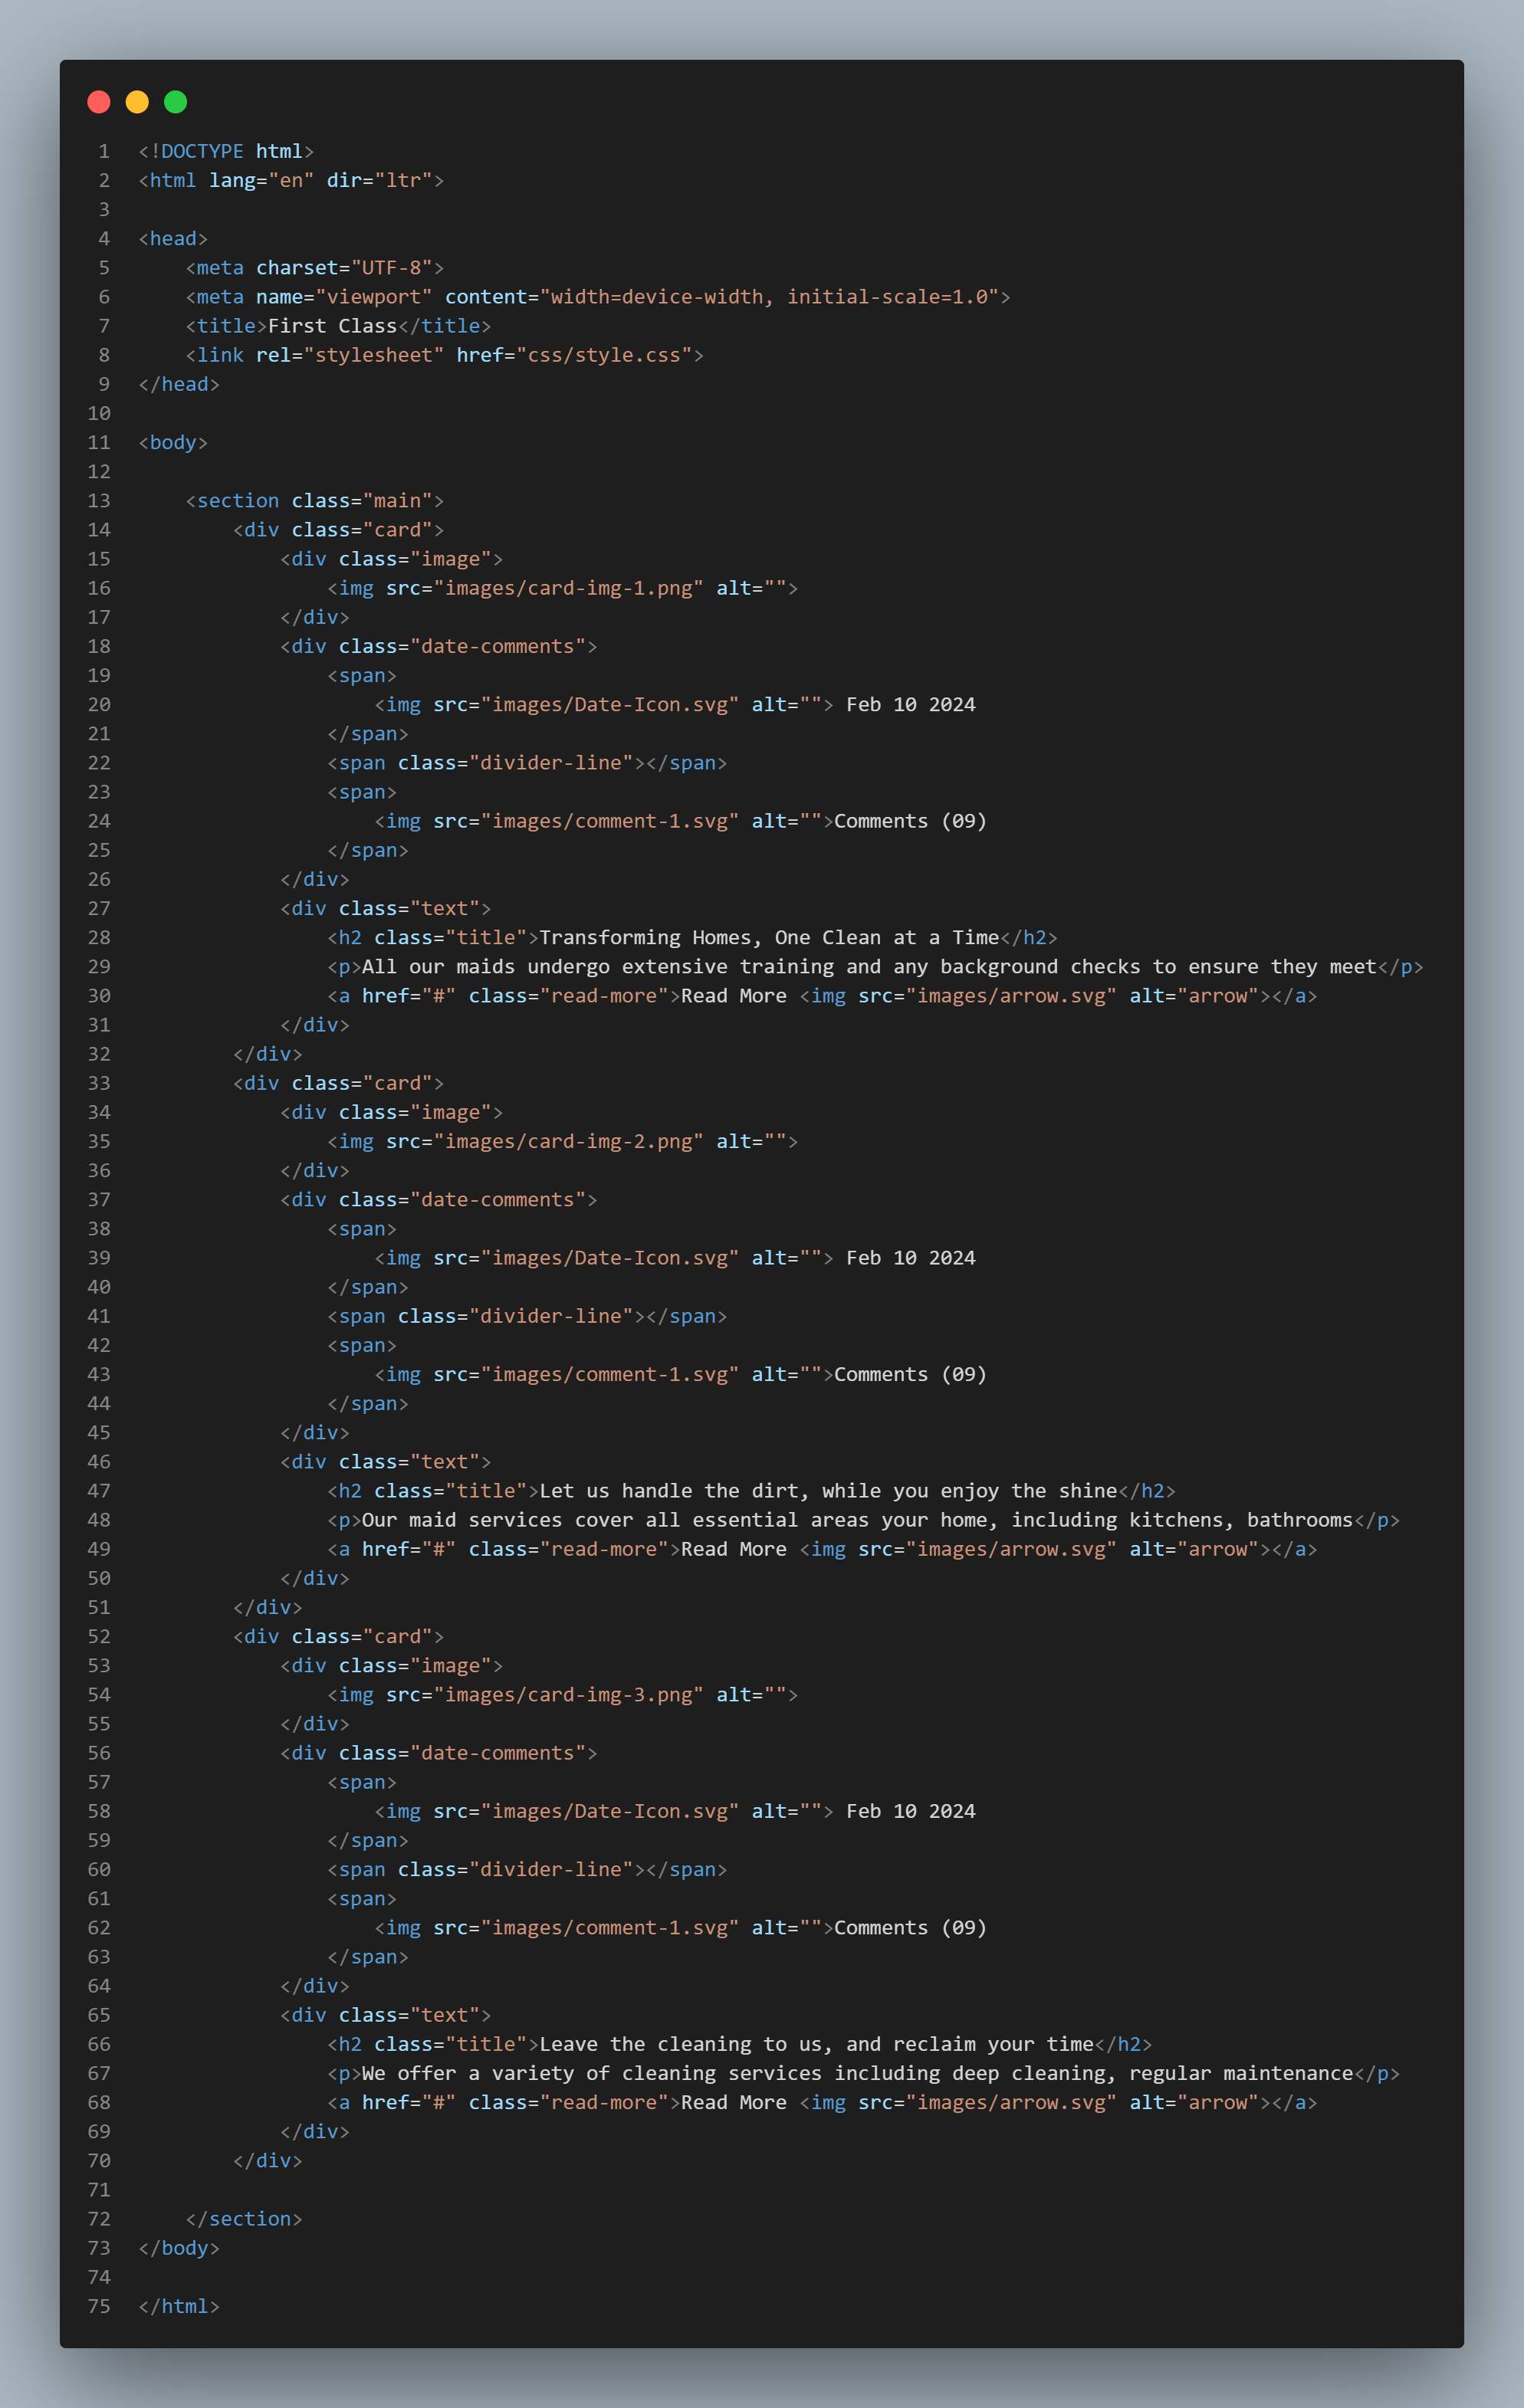 1 <!DOCTYPE html>
2 <html lang="en" dir="ltr">
3
4 <head>
5     <meta charset="UTF-8">
6     <meta name="viewport" content="width=device-width, initial-scale=1.0">
7     <title>First Class</title>
8     <link rel="stylesheet" href="css/style.css">
9 </head>
10
11 <body>
12
13     <section class="main">
14         <div class="card">
15             <div class="image">
16                 <img src="images/card-img-1.png" alt="">
17             </div>
18             <div class="date-comments">
19                 <span>
20                     <img src="images/Date-Icon.svg" alt=""> Feb 10 2024
21                 </span>
22                 <span class="divider-line"></span>
23                 <span>
24                     <img src="images/comment-1.svg" alt="">Comments (09)
25                 </span>
26             </div>
27             <div class="text">
28                 <h2 class="title">Transforming Homes, One Clean at a Time</h2>
29                 <p>All our maids undergo extensive training and any background checks to ensure they meet</p>
30                 <a href="#" class="read-more">Read More <img src="images/arrow.svg" alt="arrow"></a>
31             </div>
32         </div>
33         <div class="card">
34             <div class="image">
35                 <img src="images/card-img-2.png" alt="">
36             </div>
37             <div class="date-comments">
38                 <span>
39                     <img src="images/Date-Icon.svg" alt=""> Feb 10 2024
40                 </span>
41                 <span class="divider-line"></span>
42                 <span>
43                     <img src="images/comment-1.svg" alt="">Comments (09)
44                 </span>
45             </div>
46             <div class="text">
47                 <h2 class="title">Let us handle the dirt, while you enjoy the shine</h2>
48                 <p>Our maid services cover all essential areas your home, including kitchens, bathrooms</p>
49                 <a href="#" class="read-more">Read More <img src="images/arrow.svg" alt="arrow"></a>
50             </div>
51         </div>
52         <div class="card">
53             <div class="image">
54                 <img src="images/card-img-3.png" alt="">
55             </div>
56             <div class="date-comments">
57                 <span>
58                     <img src="images/Date-Icon.svg" alt=""> Feb 10 2024
59                 </span>
60                 <span class="divider-line"></span>
61                 <span>
62                     <img src="images/comment-1.svg" alt="">Comments (09)
63                 </span>
64             </div>
65             <div class="text">
66                 <h2 class="title">Leave the cleaning to us, and reclaim your time</h2>
67                 <p>We offer a variety of cleaning services including deep cleaning, regular maintenance</p>
68                 <a href="#" class="read-more">Read More <img src="images/arrow.svg" alt="arrow"></a>
69             </div>
70         </div>
71
72     </section>
73 </body>
74
75 </html>